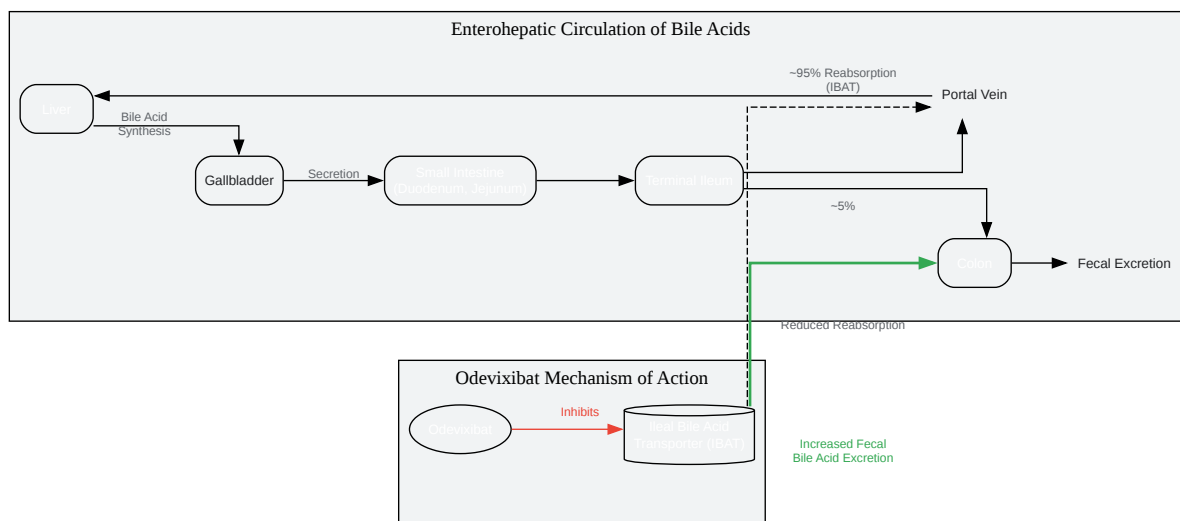 Enterohepatic Circulation of Bile Acids
~95% Reabsorption
(IBAT)
Portal Vein
Liver
Bile Acid
Synthesis
Gallbladder
Secretion
Small Intestine
(Duodenum, Jejunum)
Terminal Ileum
~5%
Colon
Fecal Excretion
Reduced Reabsorption
Odevixibat Mechanism of Action
Odevixibat
Inhibits
Ileal Bile Acid
Transporter (IBAT)
Increased Fecal
Bile Acid Excretion